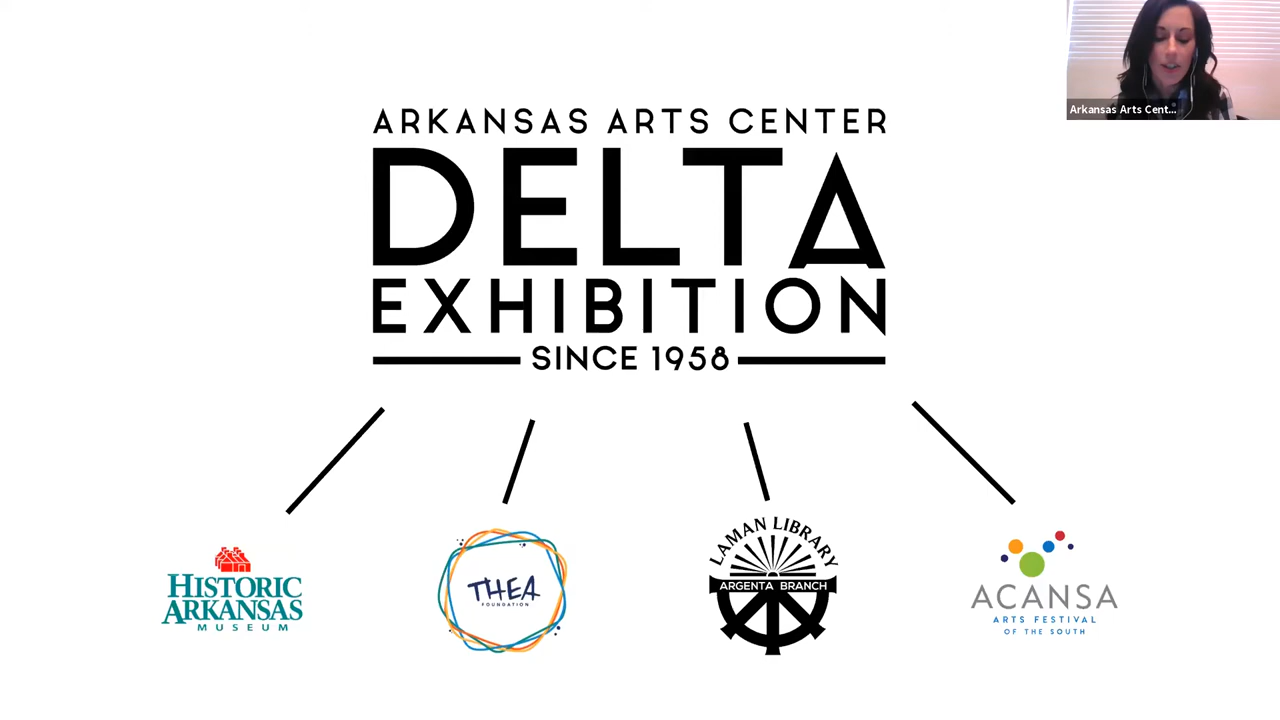 ARKANSAS ARTS CENTER
DELTA
EXHIBITION
SINCE 1958
Arkansas Arts Cent...
HISTORIC
ARKANSAS
MUSEUM
THEA
FOUNDATION
LAMAN LIBRARY
ARGENTA BRANCH
ACANSA
ARTS FESTIVAL
OF THE SOUTH